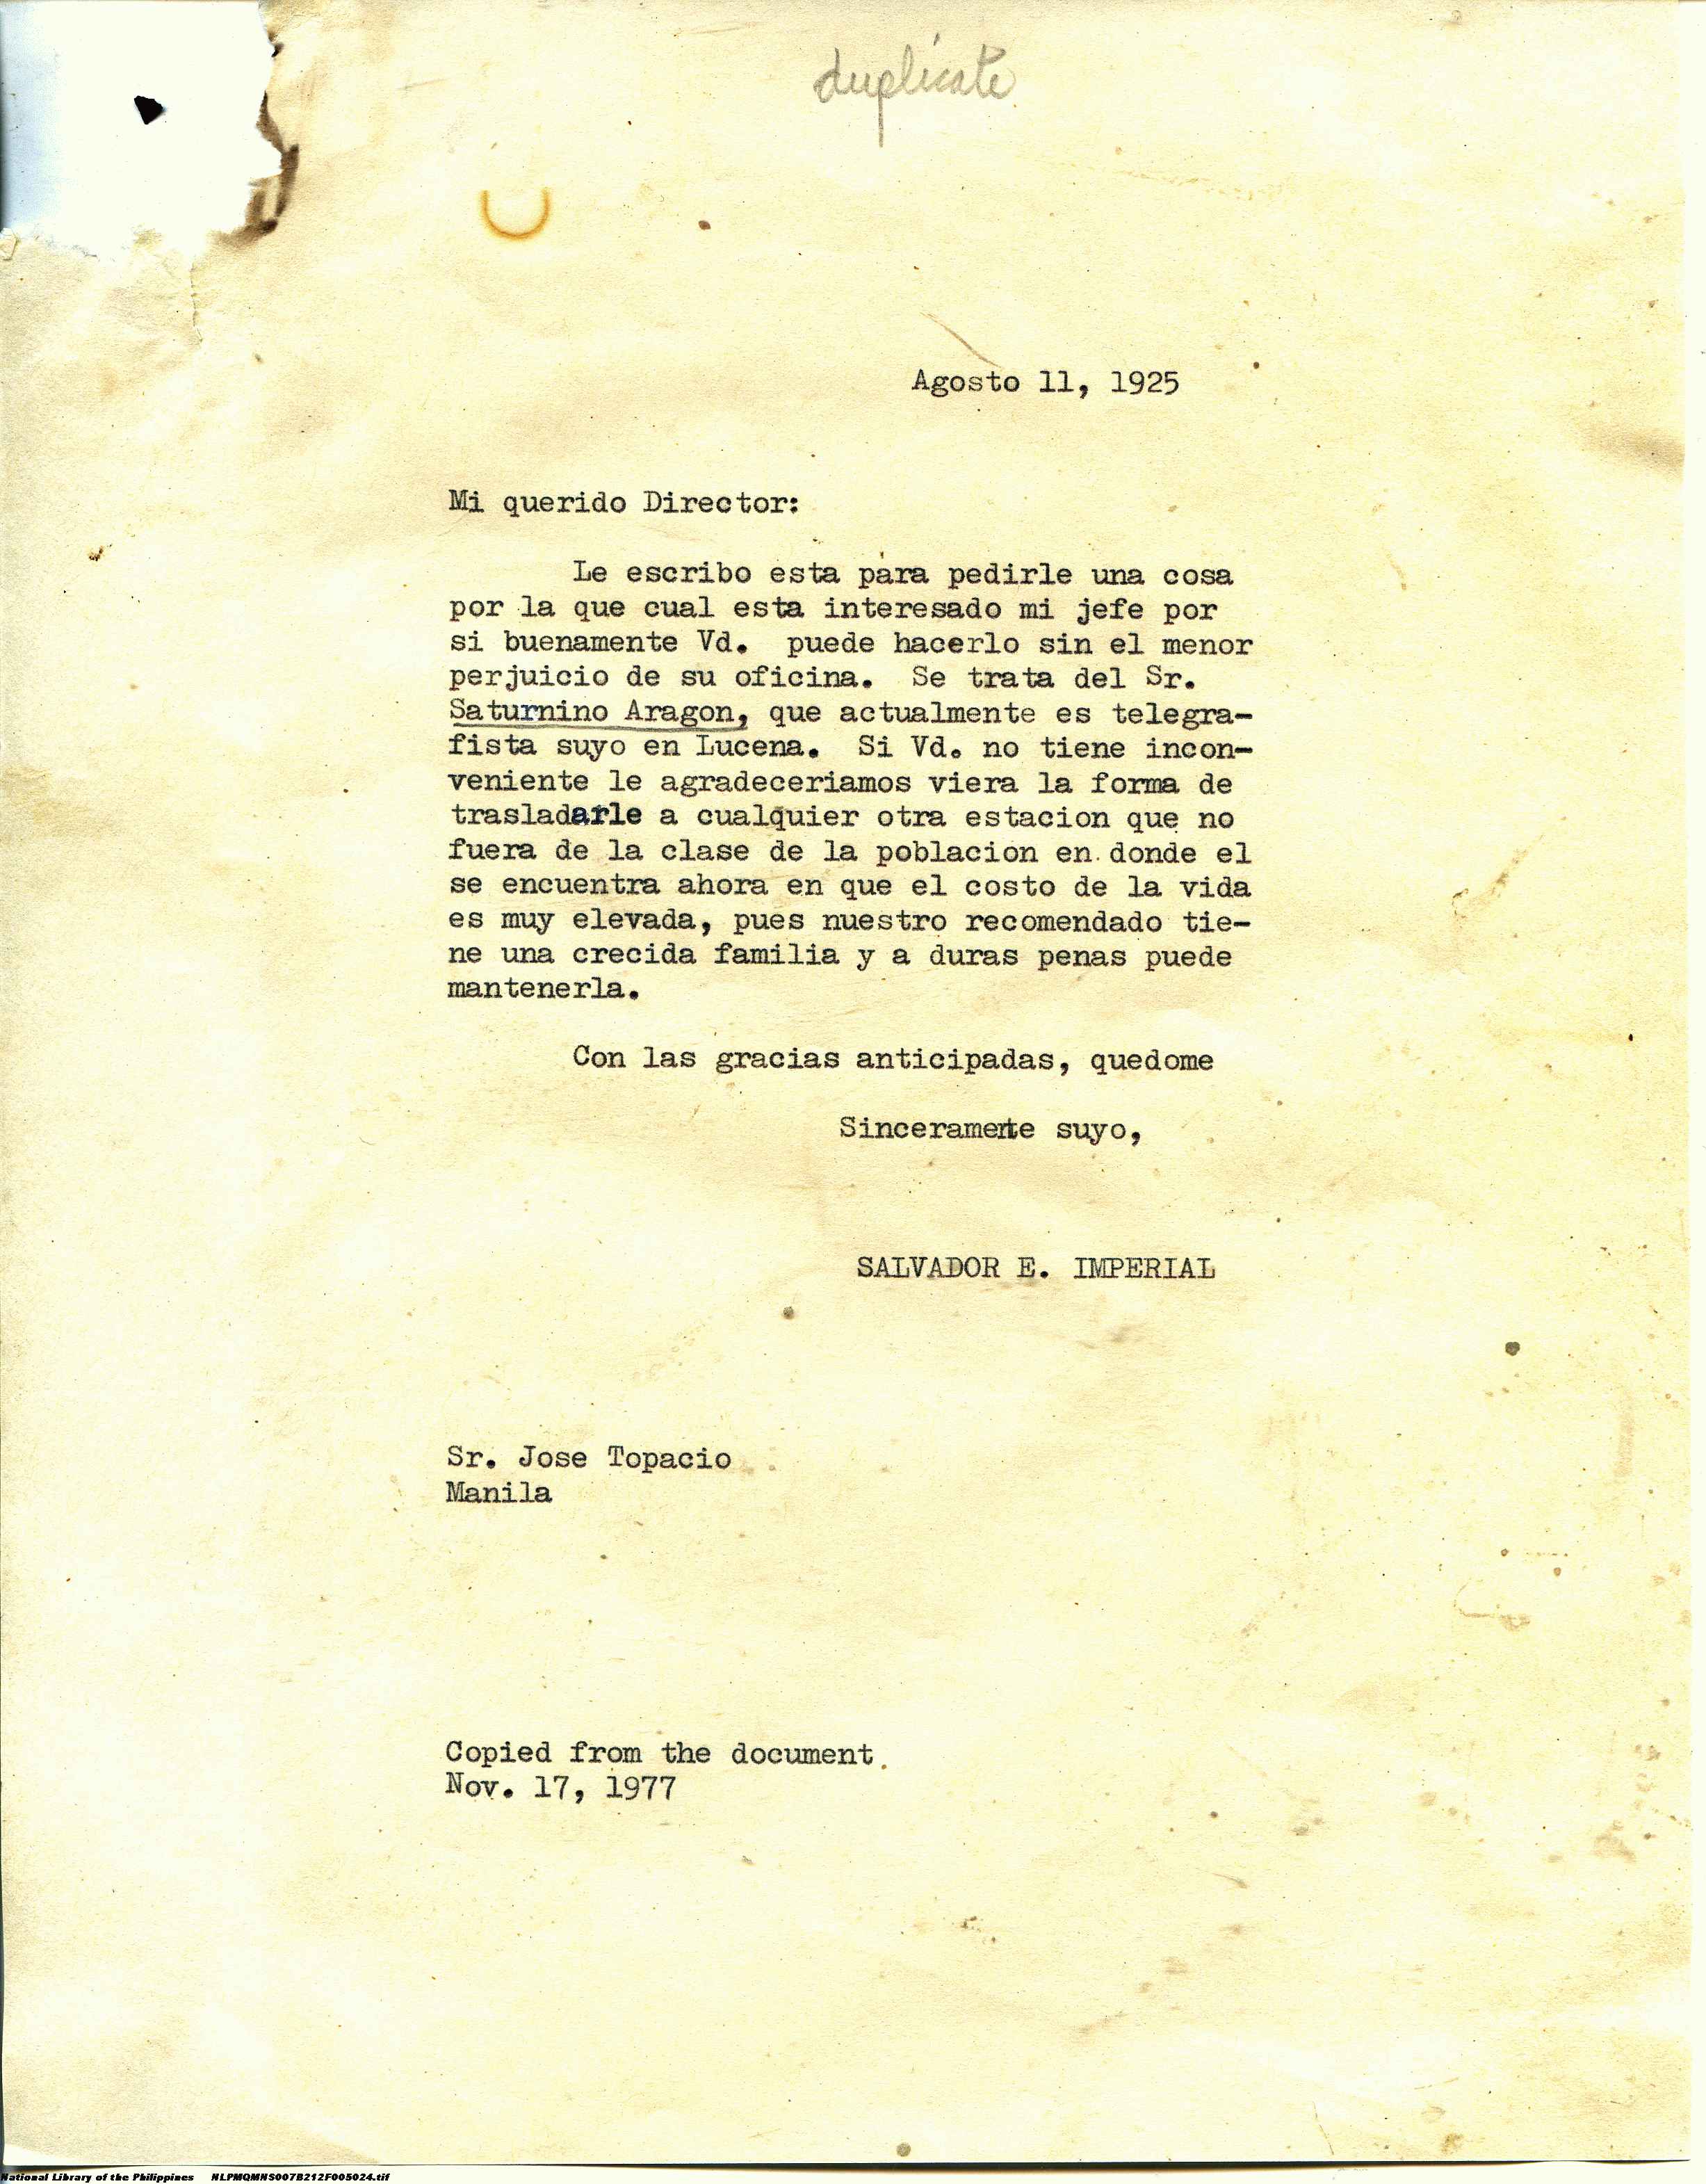 duplicate
Agosto 11, 1925
Mi querido Director:
Le escribo esta para pedirle una cosa
por la que cual esta interesado mi jefe por
si buenamente Vd. puede hacerlo sin el menor
perjuicio de su oficina. Se trata del Sr.
Saturnino Aragon, que actualmente es telegra-
fista suyo en Lucena. Si Vd. no tiene incon-
veniente le agradeceriamos viera la forma de
trasladarle a cualquier otra estacion que no
fuera de la clase de la poblacion en donde el
se encuentra ahora en que el costo de la vida
es muy elevada, pues nuestro recomendado tie-
ne una crecida familia y a duras penas puede
mantenerla.
Con las gracias anticipadas, quedome
Sinceramente suyo,
SALVADOR E. IMPERIAL
Sr. Jose Topacio
Manila
Copied from the document.
Nov. 17, 1977
National Library of the Philippines NLPMQMNS007B212F005024.tif